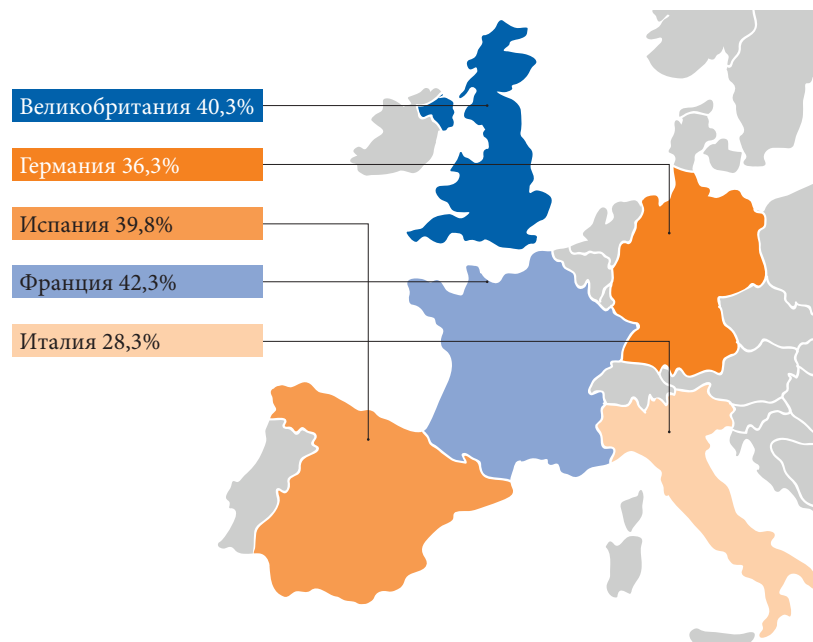 Великобритания 40,3%
Германия 36,3%
Испания 39,8%
Франция 42,3%
Италия 28,3%